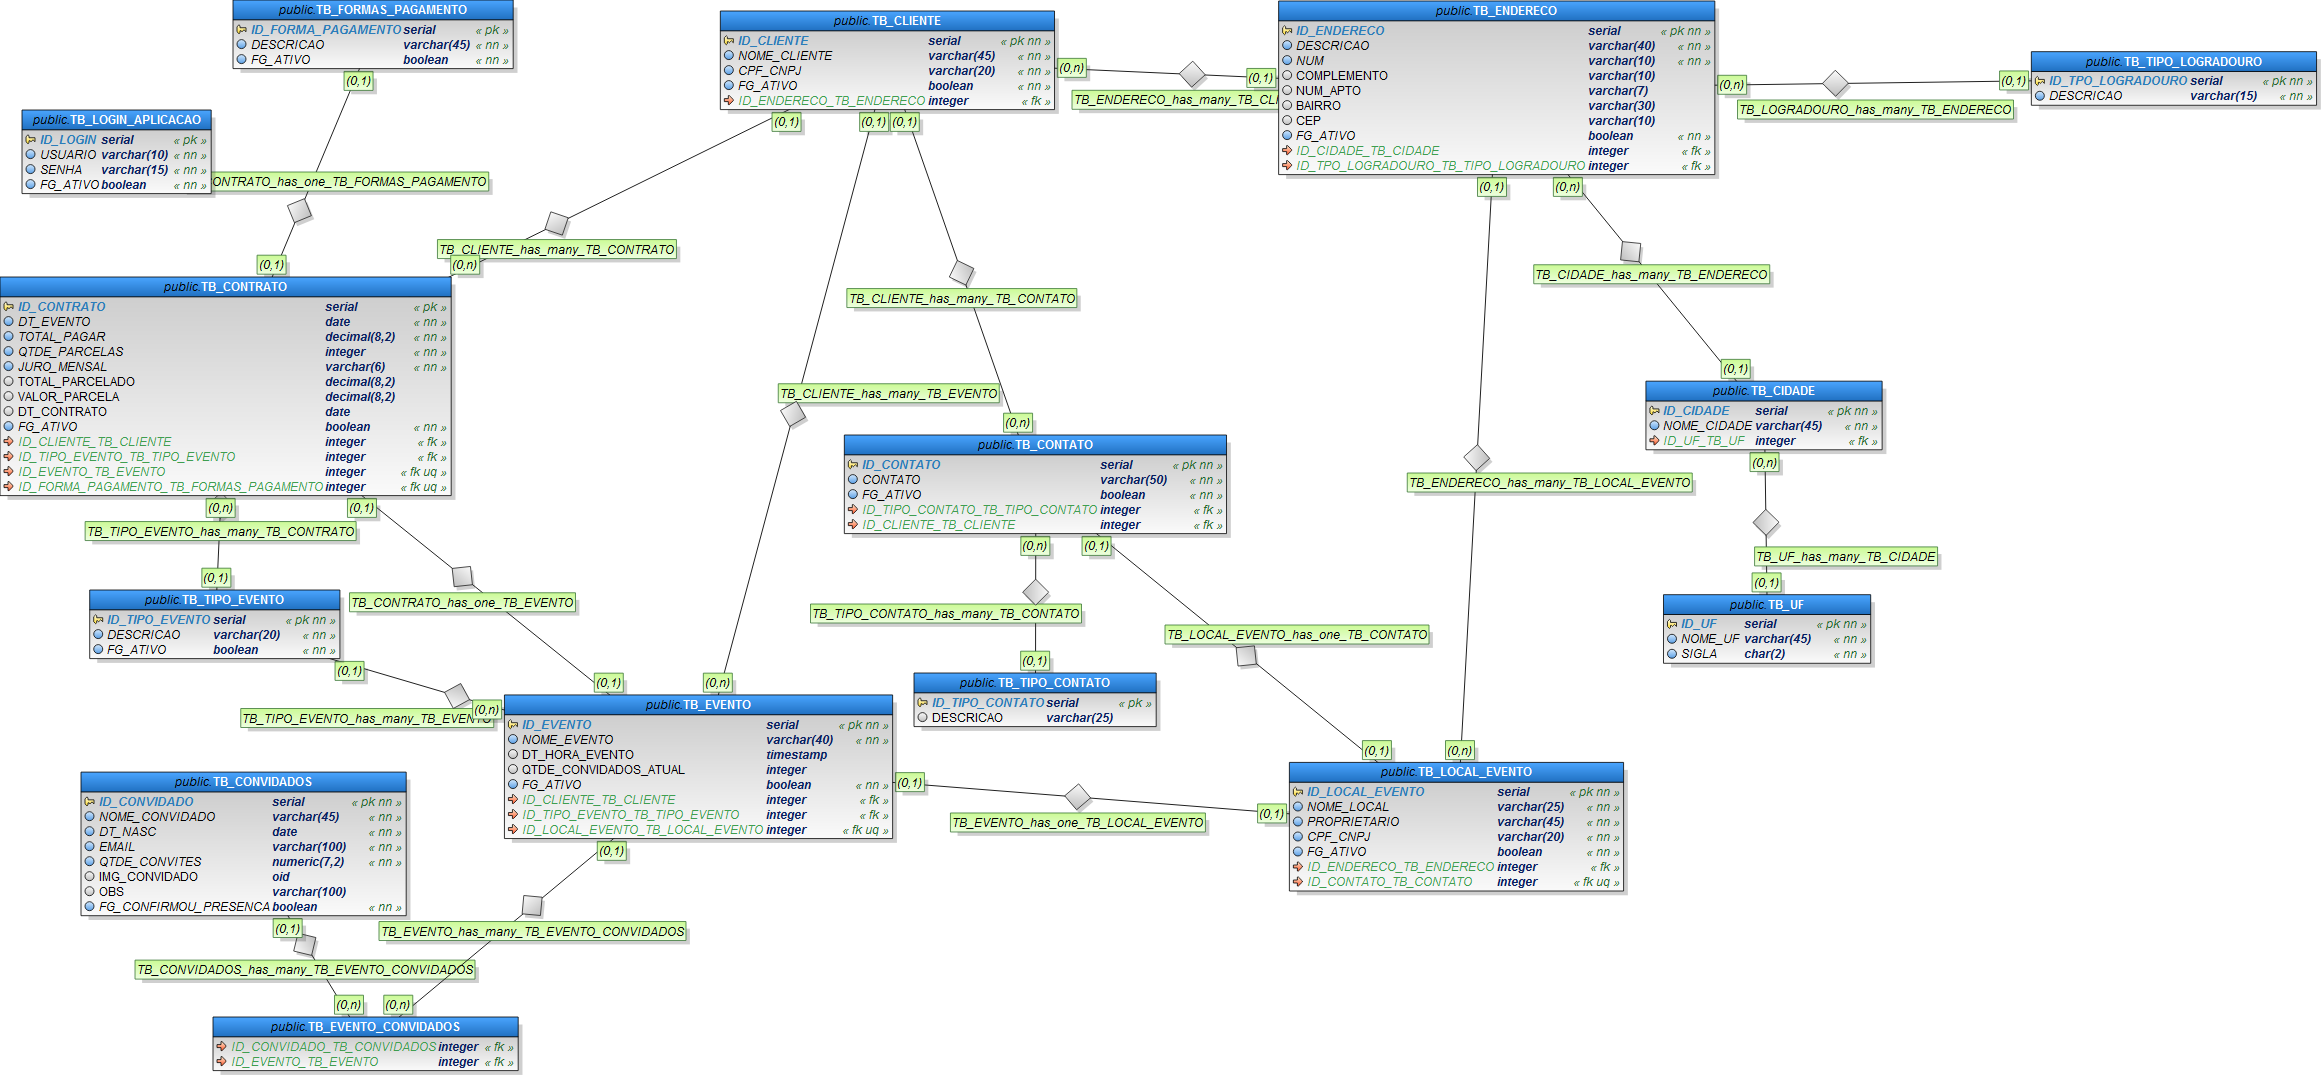 public.TB_FORMAS_PAGAMENTO
ID_FORMA_PAGAMENTO serial « pk »
DESCRICAO varchar(45) « nn »
FG_ATIVO boolean « nn »
(0,1)
public.TB_LOGIN_APLICACAO
ID_LOGIN serial « pk »
USUARIO varchar(10) « nn »
SENHA varchar(15) « nn »
FG_ATIVO boolean « nn »
ONTRATO_has_one_TB_FORMAS_PAGAMENTO
(0,1)
public.TB_CLIENTE
ID_CLIENTE serial « pk nn »
NOME_CLIENTE varchar(45) « nn »
CPF_CNPJ varchar(20) « nn »
FG_ATIVO boolean « nn »
ID_ENDERECO_TB_ENDERECO integer « fk »
(0,1)
(0,1)
(0,1)
(0,n)
(0,1)
TB_ENDERECO_has_many_TB_CLI
public.TB_ENDERECO
ID_ENDERECO serial « pk nn »
DESCRICAO varchar(40) « nn »
NUM varchar(10) « nn »
COMPLEMENTO varchar(10)
NUM_APTO varchar(7)
BAIRRO varchar(30)
CEP varchar(10)
FG_ATIVO boolean « nn »
ID_CIDADE_TB_CIDADE integer « fk »
ID_TPO_LOGRADOURO_TB_TIPO_LOGRADOURO integer « fk »
(0,1)
(0,n)
(0,n)
(0,1)
TB_LOGRADOURO_has_many_TB_ENDERECO
public.TB_TIPO_LOGRADOURO
ID_TPO_LOGRADOURO serial « pk nn »
DESCRICAO varchar(15) « nn »
TB_CLIENTE_has_many_TB_CONTRATO
(0,n)
TB_CLIENTE_has_many_TB_CONTATO
TB_CIDADE_has_many_TB_ENDERECO
(0,1)
public.TB_CONTRATO
ID_CONTRATO serial « pk »
DT_EVENTO date « nn »
TOTAL_PAGAR decimal(8,2) « nn »
QTDE_PARCELAS integer « nn »
JURO_MENSAL varchar(6) « nn »
TOTAL_PARCELADO decimal(8,2)
VALOR_PARCELA decimal(8,2)
DT_CONTRATO date
FG_ATIVO boolean « nn »
ID_CLIENTE_TB_CLIENTE integer « fk »
ID_TIPO_EVENTO_TB_TIPO_EVENTO integer « fk »
ID_EVENTO_TB_EVENTO integer « fk uq »
ID_FORMA_PAGAMENTO_TB_FORMAS_PAGAMENTO integer « fk uq »
(0,n)
(0,1)
TB_CLIENTE_has_many_TB_EVENTO
(0,n)
public.TB_CONTATO
ID_CONTATO serial « pk nn »
CONTATO varchar(50) « nn »
FG_ATIVO boolean « nn »
ID_TIPO_CONTATO_TB_TIPO_CONTATO integer « fk »
ID_CLIENTE_TB_CLIENTE integer « fk »
(0,n)
(0,1)
public.TB_CIDADE
ID_CIDADE serial « pk nn »
NOME_CIDADE varchar(45) « nn »
ID_UF_TB_UF integer « fk »
(0,n)
TB_ENDERECO_has_many_TB_LOCAL_EVENTO
TB_UF_has_many_TB_CIDADE
(0,1)
public.TB_UF
ID_UF serial « pk nn »
NOME_UF varchar(45) « nn »
SIGLA char(2) « nn »
TB_TIPO_EVENTO_has_many_TB_CONTRATO
(0,1)
public.TB_TIPO_EVENTO
ID_TIPO_EVENTO serial « pk nn »
DESCRICAO varchar(20) « nn »
FG_ATIVO boolean « nn »
(0,1)
TB_CONTRATO_has_one_TB_EVENTO
TB_TIPO_CONTATO_has_many_TB_CONTATO
TB_LOCAL_EVENTO_has_one_TB_CONTATO
(0,1)
public.TB_TIPO_CONTATO
ID_TIPO_CONTATO serial « pk »
DESCRICAO varchar(25)
(0,1)
(0,n)
TB_TIPO_EVENTO_has_many_TB_EVENTO
(0,n)
public.TB_EVENTO
ID_EVENTO serial « pk nn »
NOME_EVENTO varchar(40) « nn »
DT_HORA_EVENTO timestamp
QTDE_CONVIDADOS_ATUAL integer
FG_ATIVO boolean « nn »
ID_CLIENTE_TB_CLIENTE integer « fk »
ID_TIPO_EVENTO_TB_TIPO_EVENTO integer « fk »
ID_LOCAL_EVENTO_TB_LOCAL_EVENTO integer « fk uq »
(0,1)
(0,1)
TB_EVENTO_has_one_TB_LOCAL_EVENTO
(0,1)
(0,1)
(0,n)
public.TB_LOCAL_EVENTO
ID_LOCAL_EVENTO serial « pk nn »
NOME_LOCAL varchar(25) « nn »
PROPRIETARIO varchar(45) « nn »
CPF_CNPJ varchar(20) « nn »
FG_ATIVO boolean « nn »
ID_ENDERECO_TB_ENDERECO integer « fk »
ID_CONTATO_TB_CONTATO integer « fk uq »
public.TB_CONVIDADOS
ID_CONVIDADO serial « pk nn »
NOME_CONVIDADO varchar(45) « nn »
DT_NASC date « nn »
EMAIL varchar(100) « nn »
QTDE_CONVITES numeric(7,2) « nn »
IMG_CONVIDADO oid
OBS varchar(100)
FG_CONFIRMOU_PRESENCA boolean « nn »
(0,1)
TB_EVENTO_has_many_TB_EVENTO_CONVIDADOS
TB_CONVIDADOS_has_many_TB_EVENTO_CONVIDADOS
(0,n)
(0,n)
public.TB_EVENTO_CONVIDADOS
ID_CONVIDADO_TB_CONVIDADOS integer « fk »
ID_EVENTO_TB_EVENTO integer « fk »